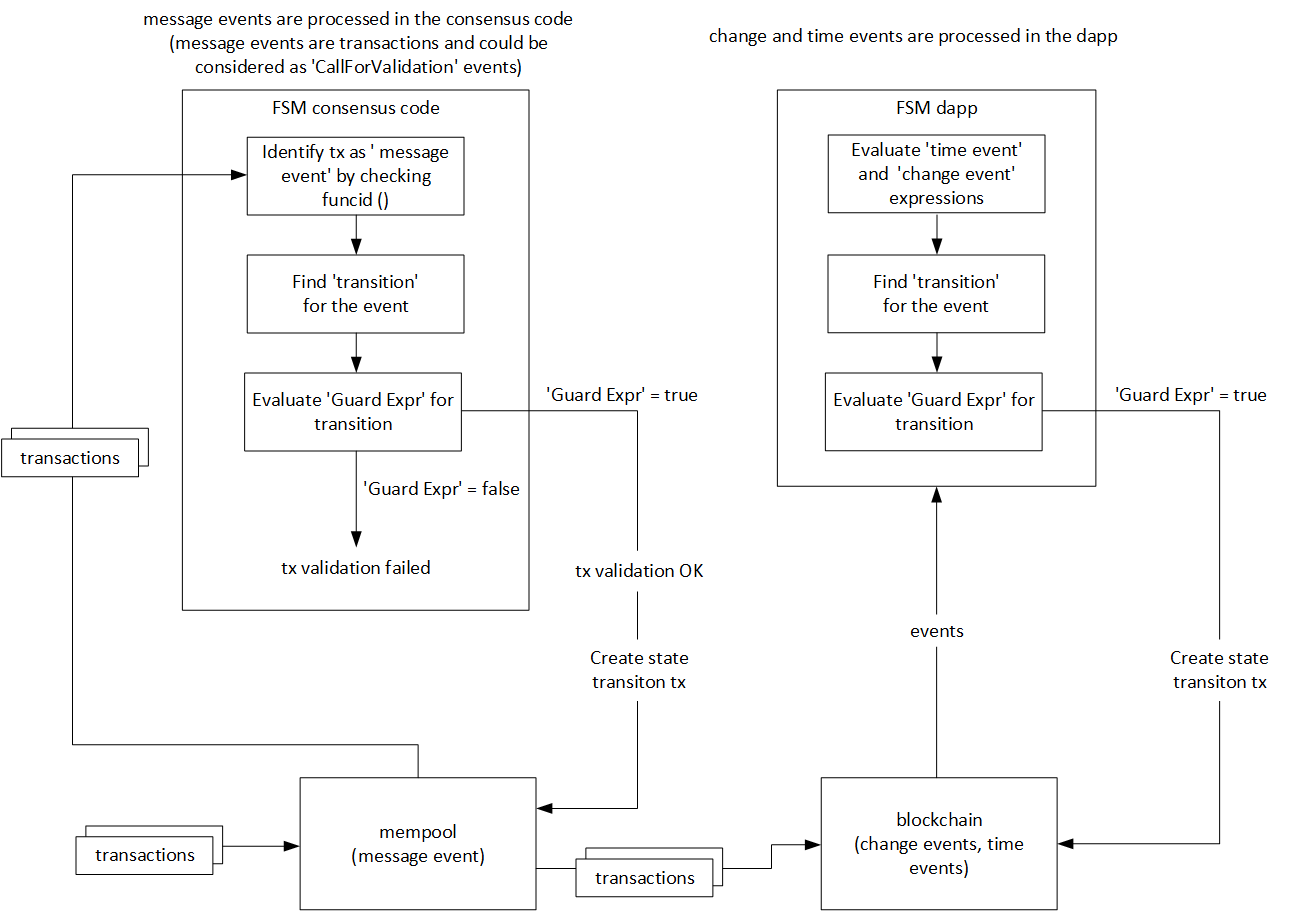 message events are processed in the consensus code
(message events are transactions and could be
considered as 'CallForValidation' events)
change and time events are processed in the dapp
FSM consensus code
Identify tx as ' message
event' by checking
funcid ()
Find 'transition'
for the event
Evaluate 'Guard Expr' for
transition
'Guard Expr' = true
'Guard Expr' = false
tx validation failed
tx validation OK
Create state
transiton tx
FSM dapp
Evaluate 'time event'
and 'change event'
expressions
Find 'transition'
for the event
Evaluate 'Guard Expr' for
transition
'Guard Expr' = true
events
Create state
transiton tx
transactions
transactions
mempool
(message event)
transactions
blockchain
(change events, time
events)